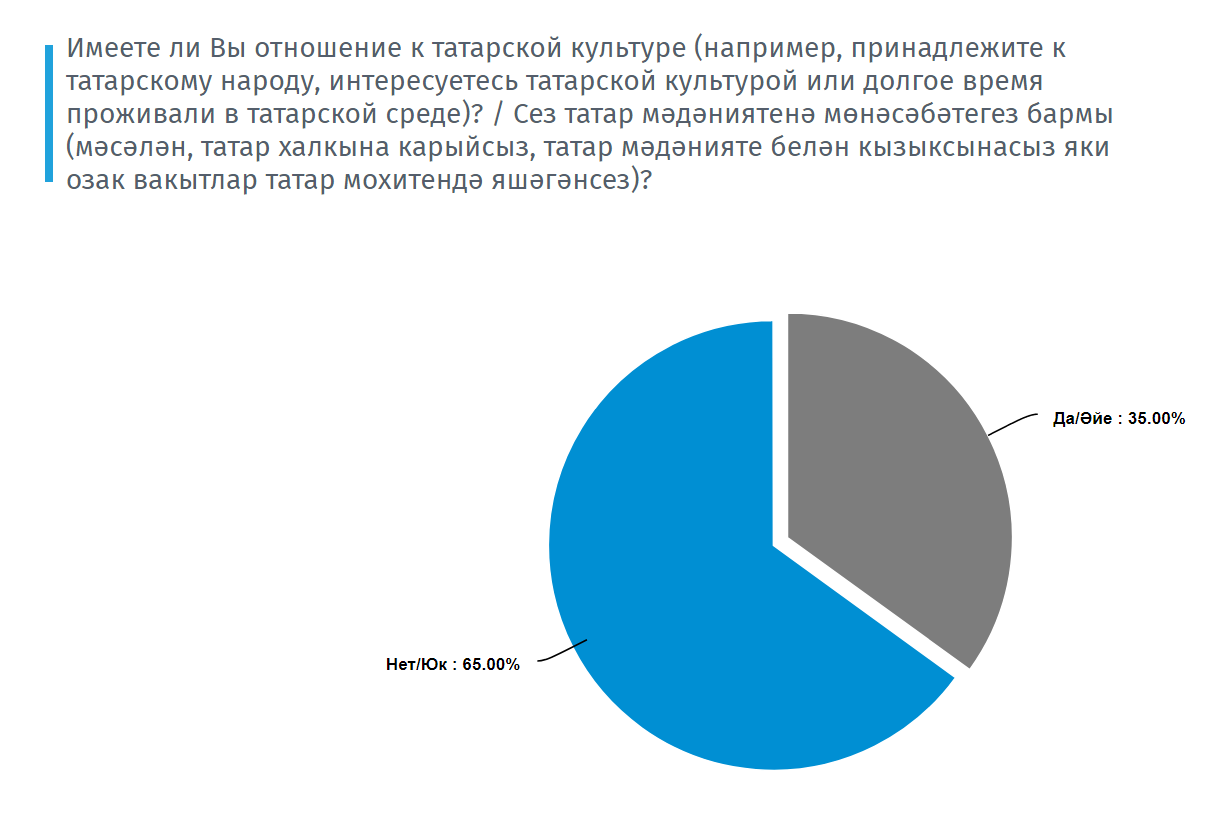 Имеете ли Вы отношение к татарской культуре (например, принадлежите к
татарскому народу, интересуетесь татарской культурой или долгое время
проживали в татарской среде)? / Сез татар мәдәниятенә мөнәсәбәтегез бармы
(мәсәлән, татар халкына карыйсыз, татар мәдәнияте белән кызыксынасыз яки
озак вакытлар татар мохитендә яшәгәнсез)?
Да/Әйе : 35.00%
Нет/Юк : 65.00%